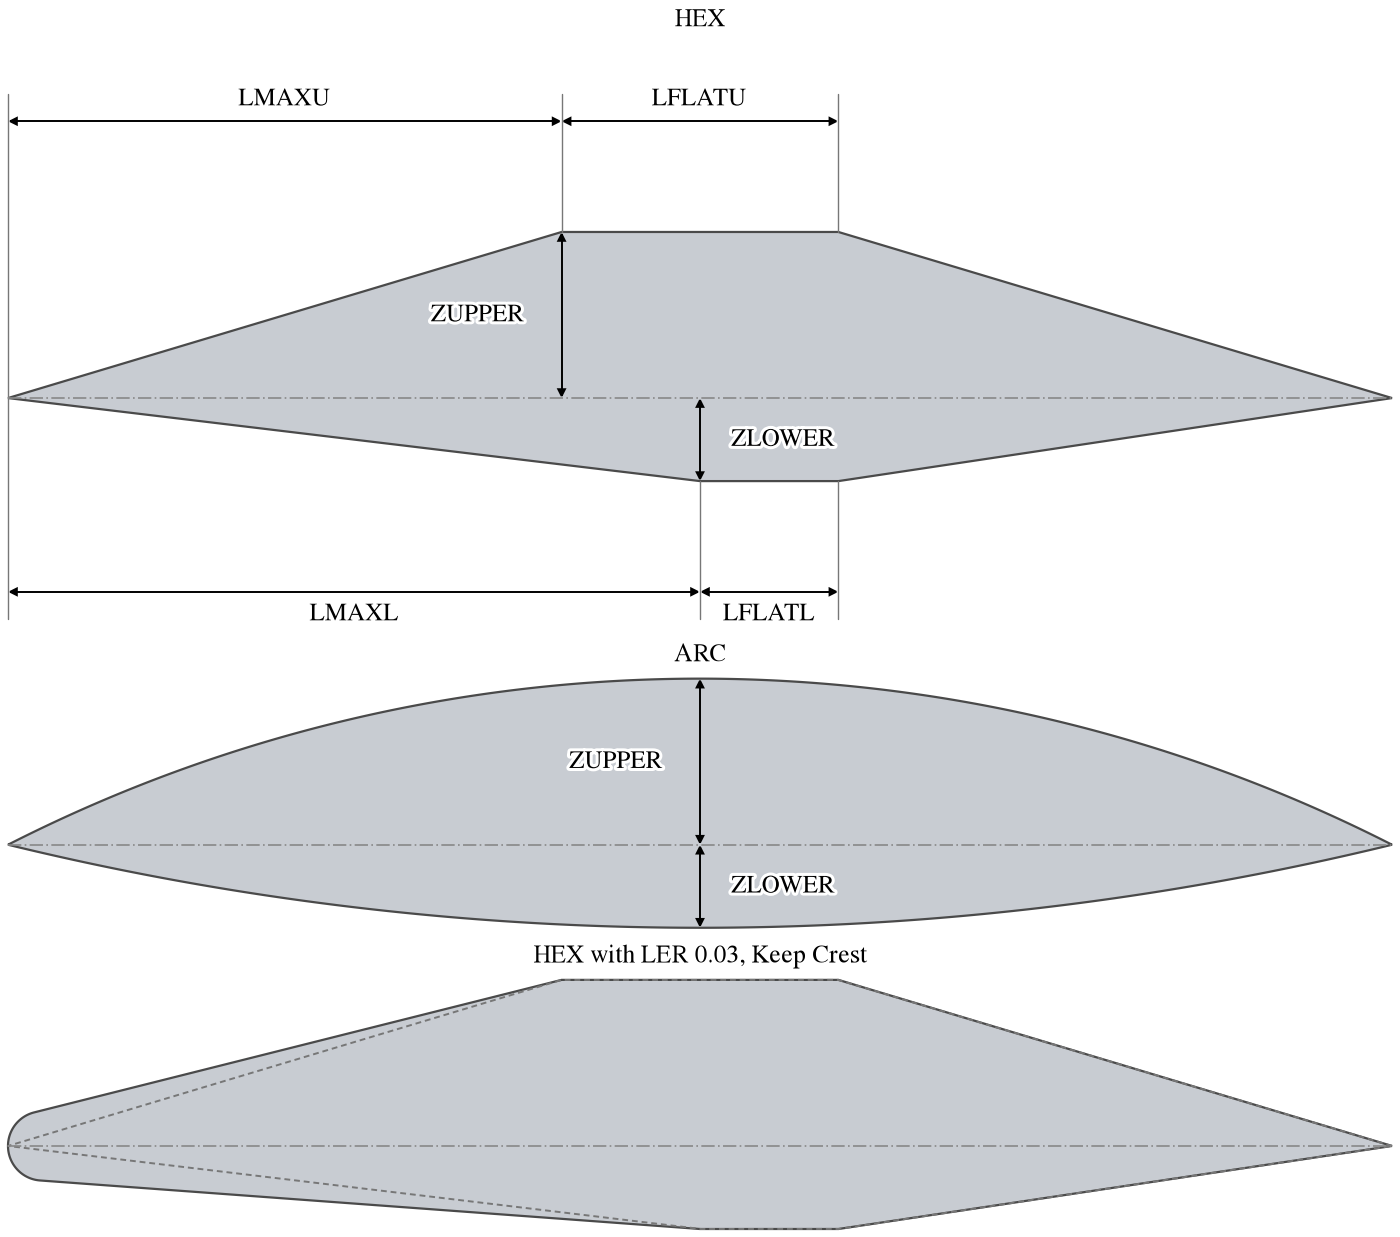 HEX
LMAXU
LFLATU
ZUPPER
ZLOWER
LMAXL
LFLATL
ARC
ZUPPER
ZLOWER
HEX with LER 0.03, Keep Crest